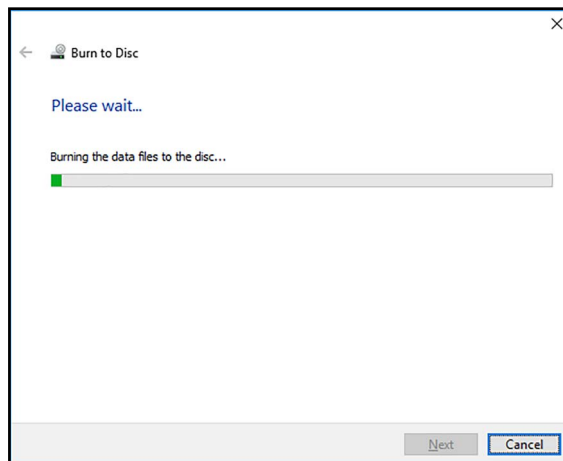 Burn to Disc
Please wait...
Burning the data files to the disc...
Next
Cancel